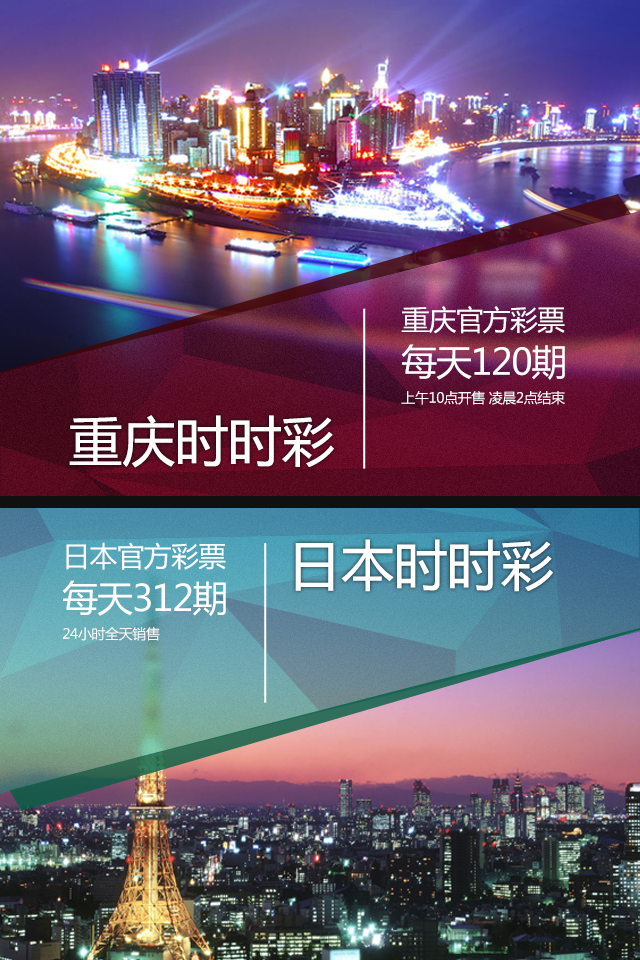 重庆官方彩票
每天120期
上午10点开售 凌晨2点结束
重庆时时彩
日本官方彩票
每天312期
24小时全天销售
日本时时彩